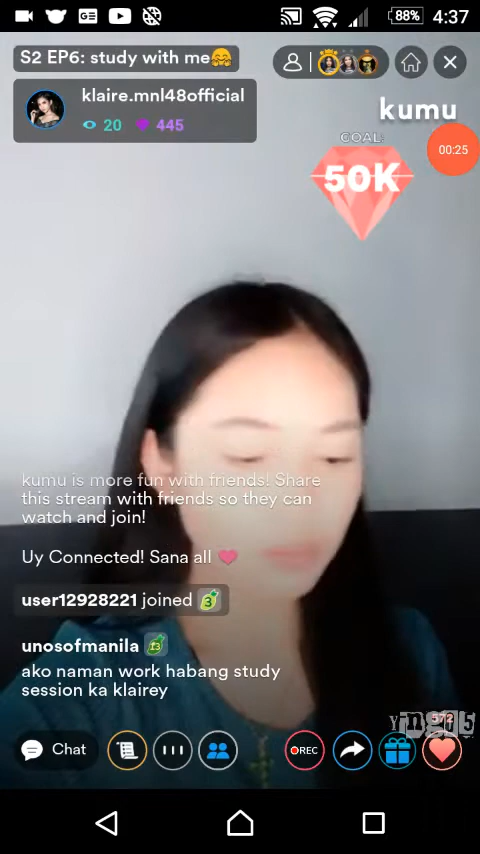 88% 4:37
S2 EP6: study with me🤗
klaire.mnl48official
20 445
kumu
GOAL:
50K
00:25
kumu is more fun with friends! Share
this stream with friends so they can
watch and join!
Uy Connected! Sana all 💗
user12928221 joined 3
unosofmanila 13
ako naman work habang study
session ka klairey
572
Chat
REC